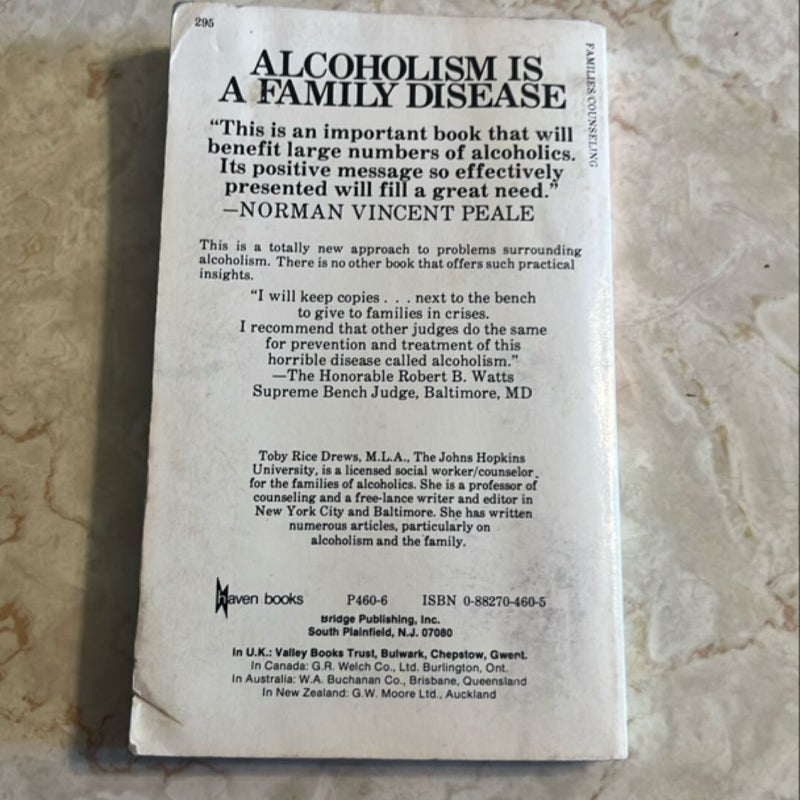 295
ALCOHOLISM IS
A FAMILY DISEASE
FAMILIES/COUNSELING
“This is an important book that will
benefit large numbers of alcoholics.
Its positive message so effectively
presented will fill a great need.”
—NORMAN VINCENT PEALE
This is a totally new approach to problems surrounding
alcoholism. There is no other book that offers such practical
insights.
“I will keep copies . . . next to the bench
to give to families in crises.
I recommend that other judges do the same
for prevention and treatment of this
horrible disease called alcoholism.”
—The Honorable Robert B. Watts
Supreme Bench Judge, Baltimore, MD
Toby Rice Drews, M.L.A., The Johns Hopkins
University, is a licensed social worker/counselor
for the families of alcoholics. She is a professor of
counseling and a free-lance writer and editor in
New York City and Baltimore. She has written
numerous articles, particularly on
alcoholism and the family.
Haven books P460-6 ISBN 0-88270-460-5
Bridge Publishing, Inc.
South Plainfield, N.J. 07080
In U.K.: Valley Books Trust, Bulwark, Chepstow, Gwent.
In Canada: G.R. Welch Co., Ltd. Burlington, Ont.
In Australia: W.A. Buchanan Co., Brisbane, Queensland
In New Zealand: G.W. Moore Ltd., Auckland